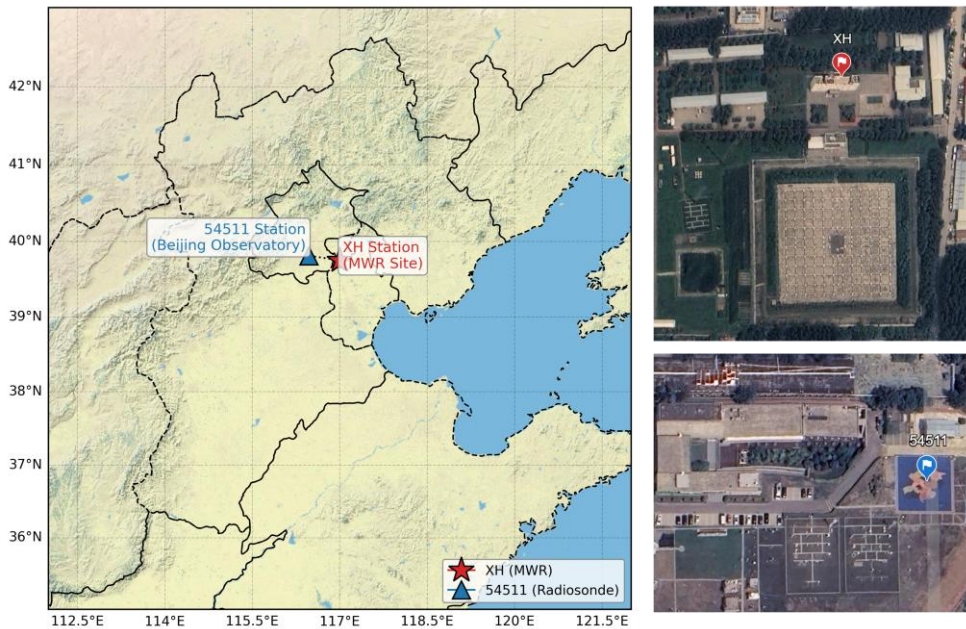 42°N
41°N
40°N
39°N
38°N
37°N
36°N
112.5°E
114°E
115.5°E
117°E
118.5°E
120°E
121.5°E
54511 Station
(Beijing Observatory)
XH Station
(MWR Site)
XH (MWR)
54511 (Radiosonde)
XH
54511